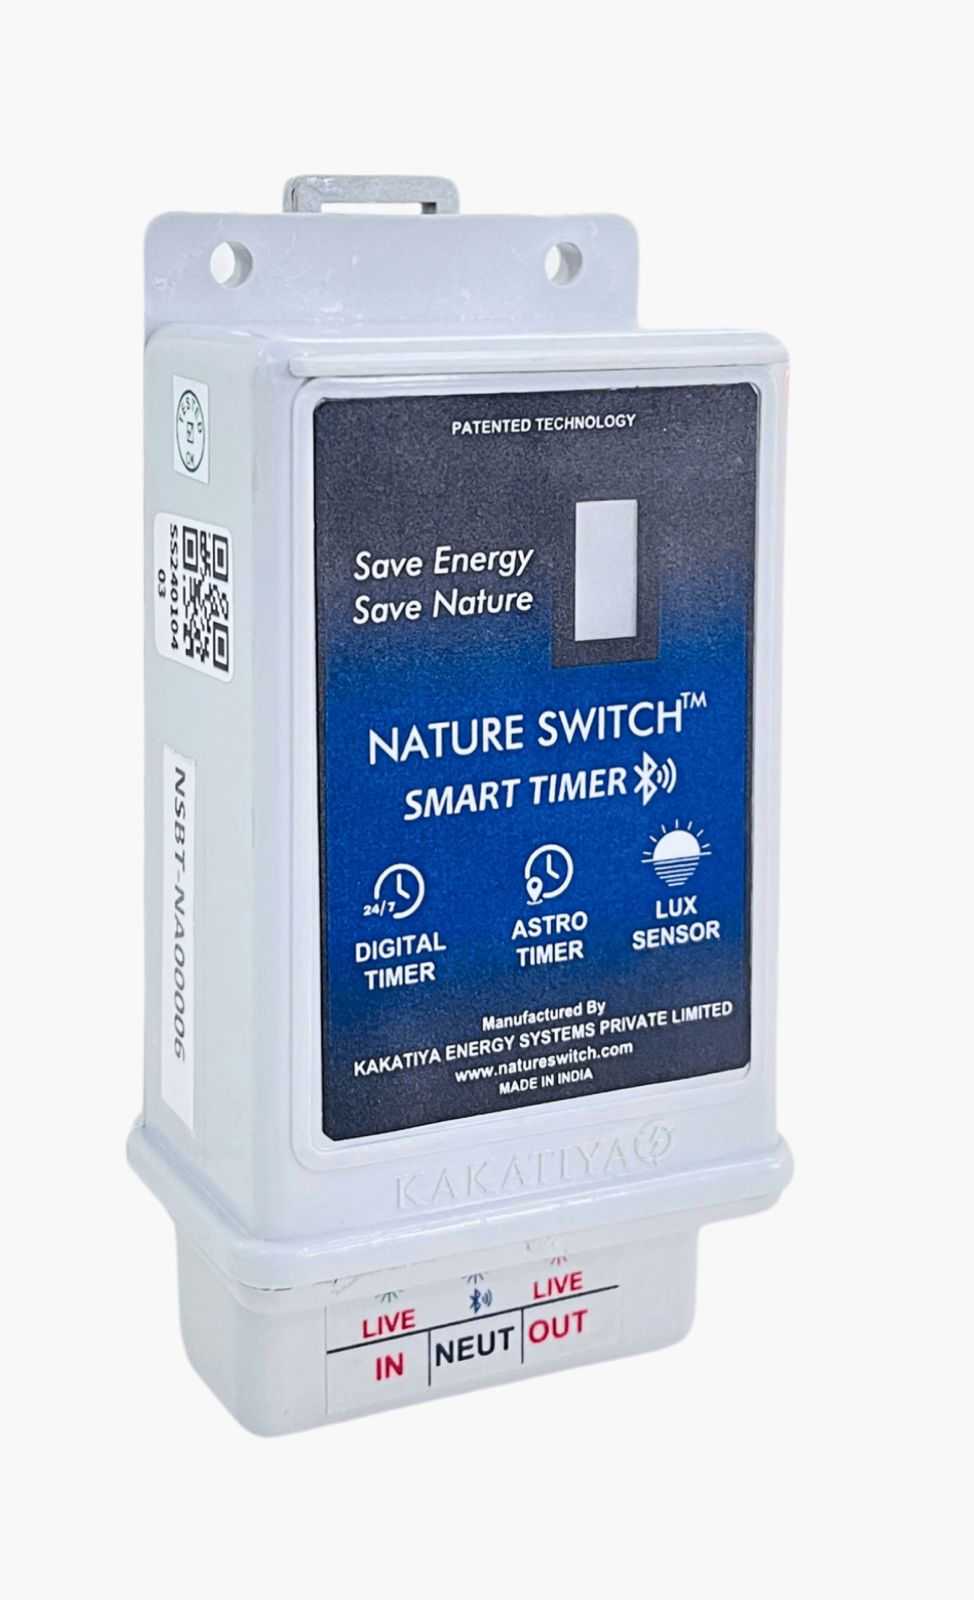 PATENTED TECHNOLOGY
Save Energy
Save Nature
NATURE SWITCH™
SMART TIMER
24/7
DIGITAL
TIMER
ASTRO
TIMER
LUX
SENSOR
Manufactured By
KAKATIYA ENERGY SYSTEMS PRIVATE LIMITED
www.natureswitch.com
MADE IN INDIA
KAKATIYA
LIVE
LIVE
IN
NEUT
OUT
TESTED
OK
SS240104
03
NSBT-NA00006